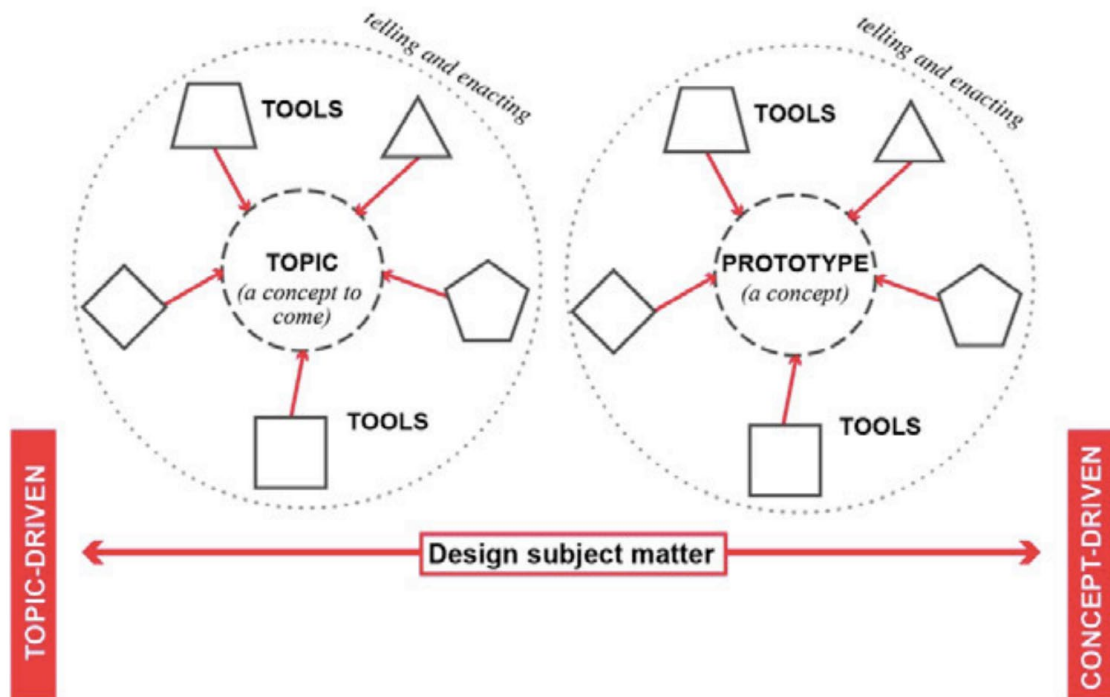 telling and enacting
TOOLS
TOPIC
(a concept to
come)
TOOLS
telling and enacting
TOOLS
PROTOTYPE
(a concept)
TOOLS
TOPIC-DRIVEN
Design subject matter
CONCEPT-DRIVEN